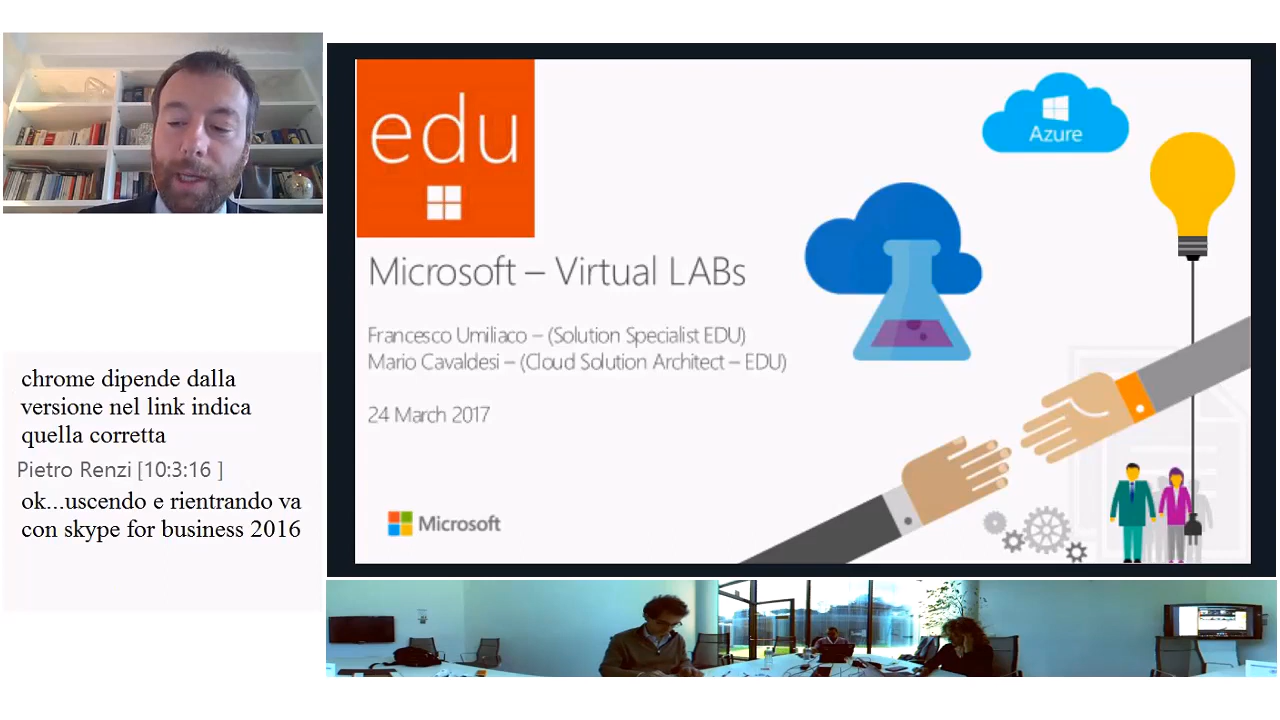 chrome dipende dalla
versione nel link indica
quella corretta
Pietro Renzi [10:3:16 ]
ok...uscendo e rientrando va
con skype for business 2016
edu
Azure
Microsoft – Virtual LABs
Francesco Umiliaco – (Solution Specialist EDU)
Mario Cavaldesi – (Cloud Solution Architect – EDU)
24 March 2017
Microsoft